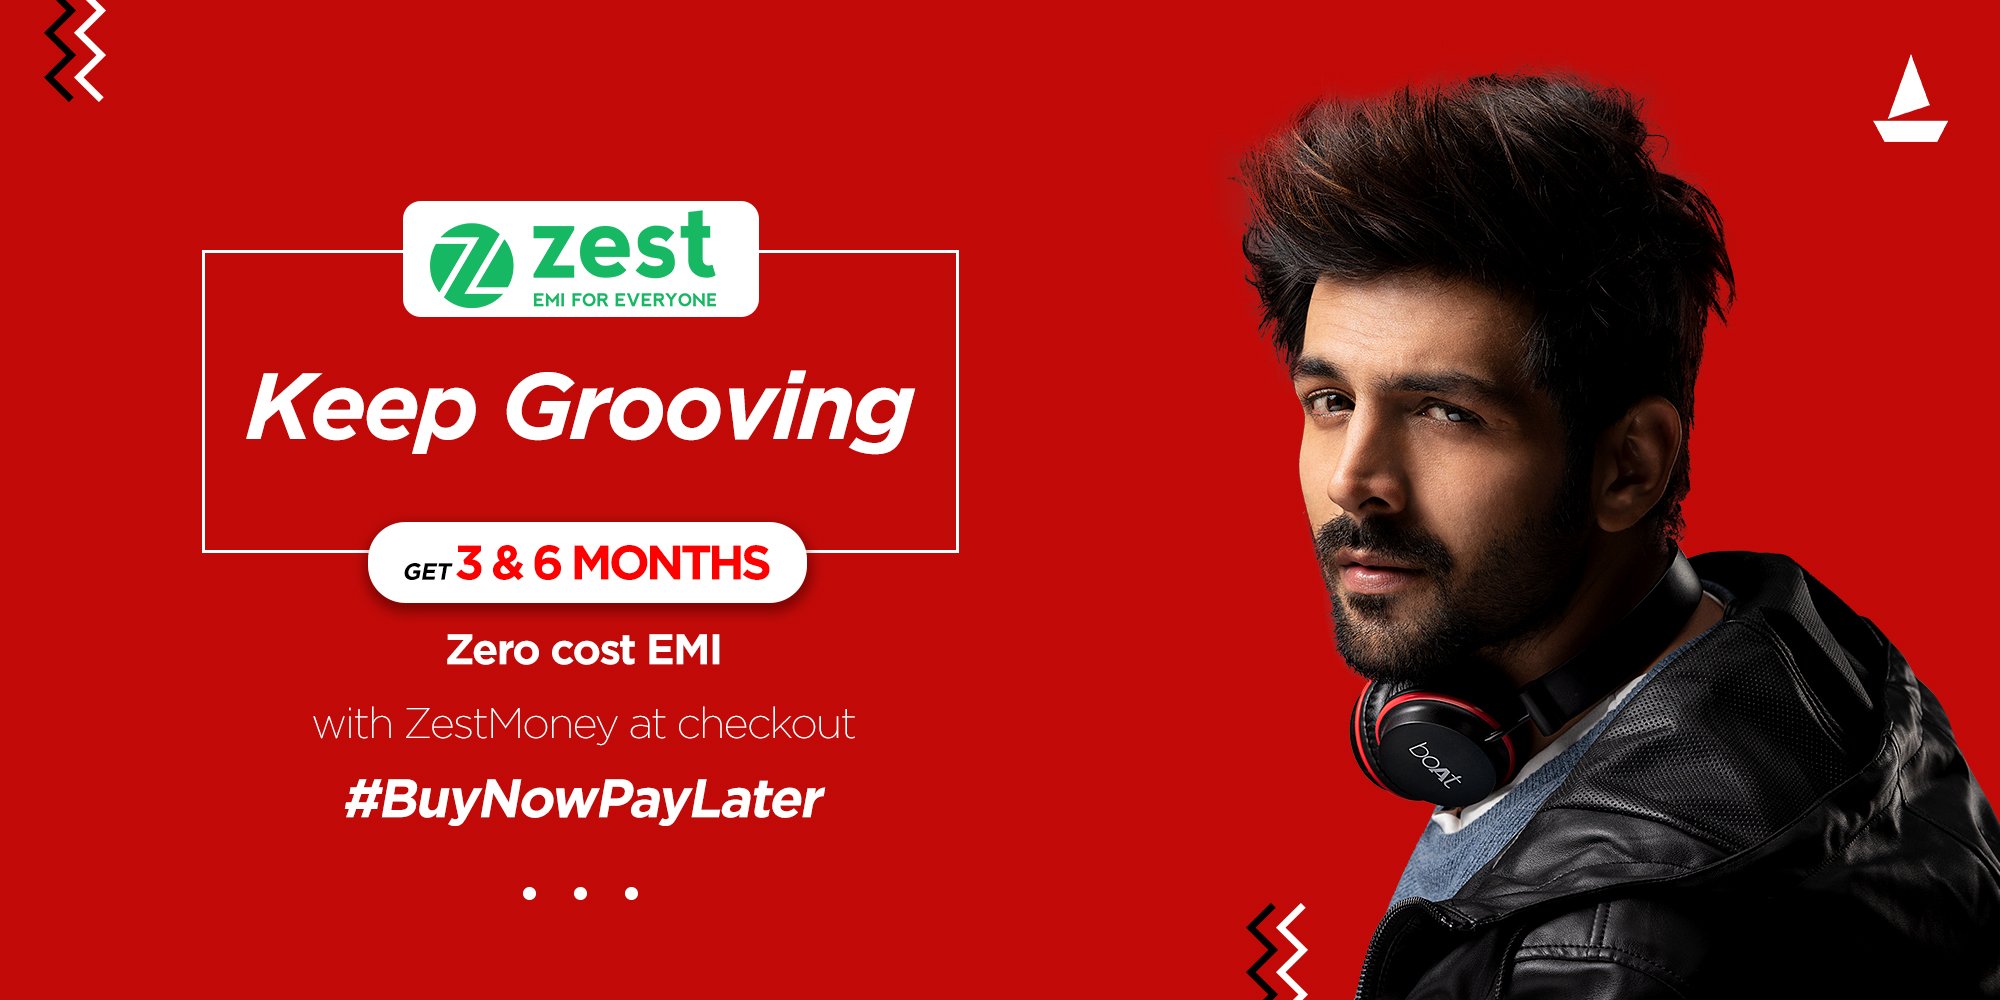 zest
EMI FOR EVERYONE
Keep Grooving
GET 3 & 6 MONTHS
Zero cost EMI
with ZestMoney at checkout
#BuyNowPayLater
boAt